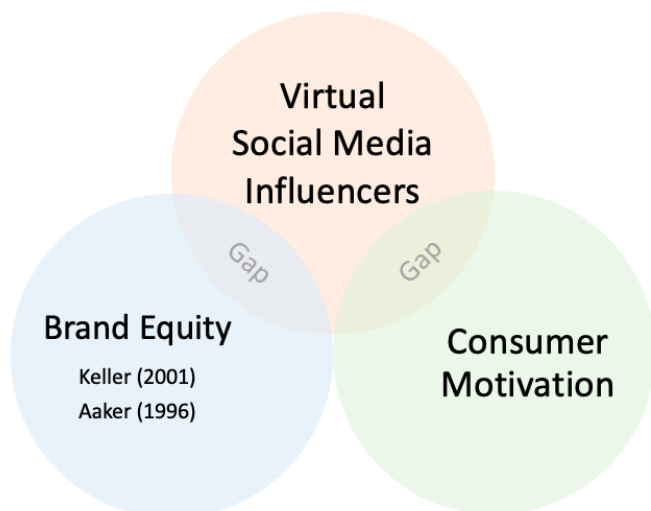 Virtual
Social Media
Influencers
Gap
Gap
Brand Equity
Keller (2001)
Aaker (1996)
Consumer
Motivation